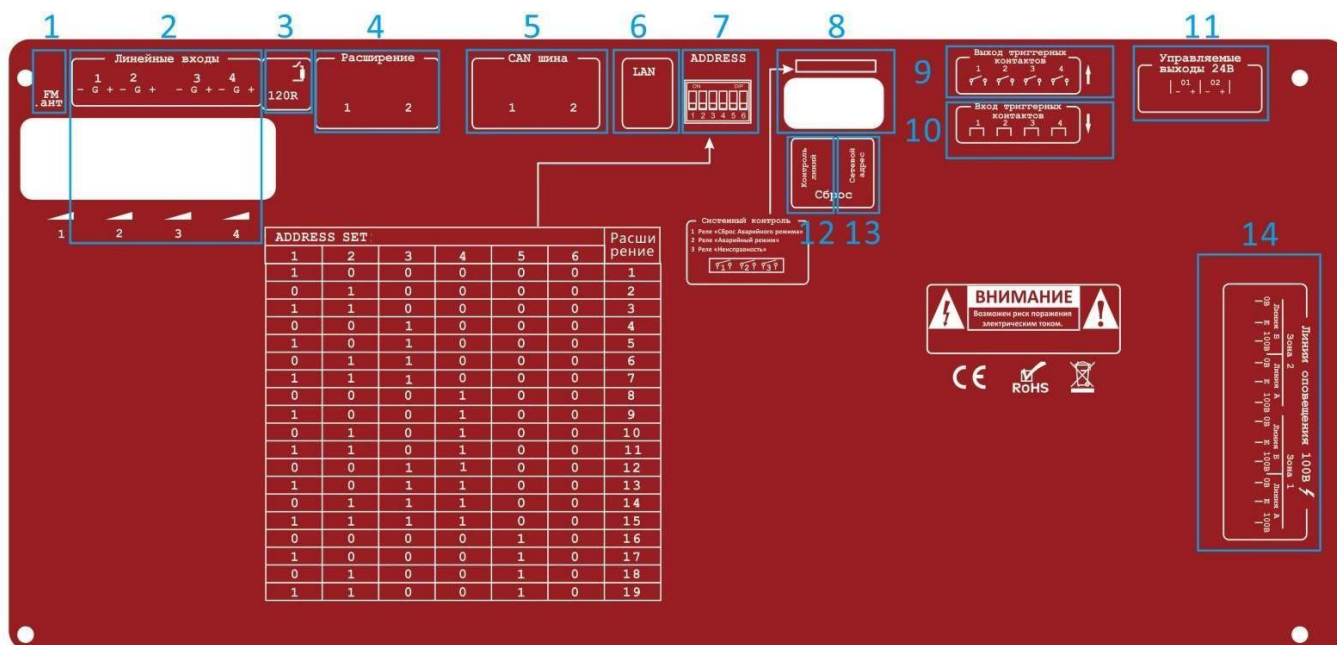 1 2 3 4 5 6 7 8 11
Линейные входы
1 2 3 4
- G + - G + - G + - G +
FM
.ант
120R
Расширение
1 2
CAN шина
1 2
LAN
ADDRESS
ON DIP
1 2 3 4 5 6
9
Выход триггерных
контактов
1 2 3 4
10
Вход триггерных
контактов
1 2 3 4
Управляемые
выходы 24В
01 02
- + - +
Контроль
линий
Сетевой
адрес
Сброс
12 13
1 2 3 4
Системный контроль
1 Реле «Сброс Аварийного режима»
2 Реле «Аварийный режим»
3 Реле «Неисправность»
1 2 3
ADDRESS SET: Расши
рение
1 2 3 4 5 6
1 0 0 0 0 0 1
0 1 0 0 0 0 2
1 1 0 0 0 0 3
0 0 1 0 0 0 4
1 0 1 0 0 0 5
0 1 1 0 0 0 6
1 1 1 0 0 0 7
0 0 0 1 0 0 8
1 0 0 1 0 0 9
0 1 0 1 0 0 10
1 1 0 1 0 0 11
0 0 1 1 0 0 12
1 0 1 1 0 0 13
0 1 1 1 0 0 14
1 1 1 1 0 0 15
0 0 0 0 1 0 16
1 0 0 0 1 0 17
0 1 0 0 1 0 18
1 1 0 0 1 0 19
ВНИМАНИЕ
Возможен риск поражения
электрическим током.
CE
RoHS
14
Линии оповещения 100В
Зона 2 Зона 1
Линия Б Линия А Линия Б Линия А
0В E 100В 0В E 100В 0В E 100В 0В E 100В